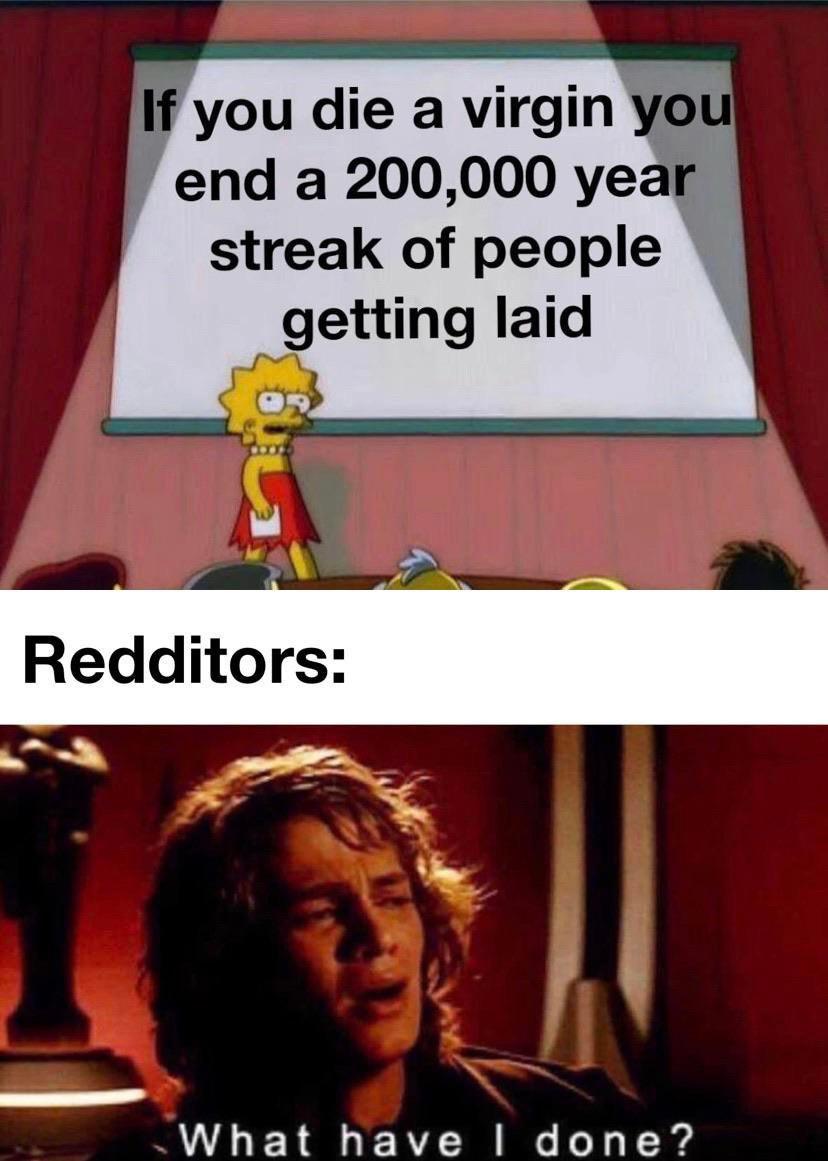 If you die a virgin you
end a 200,000 year
streak of people
getting laid
Redditors:
What have I done?